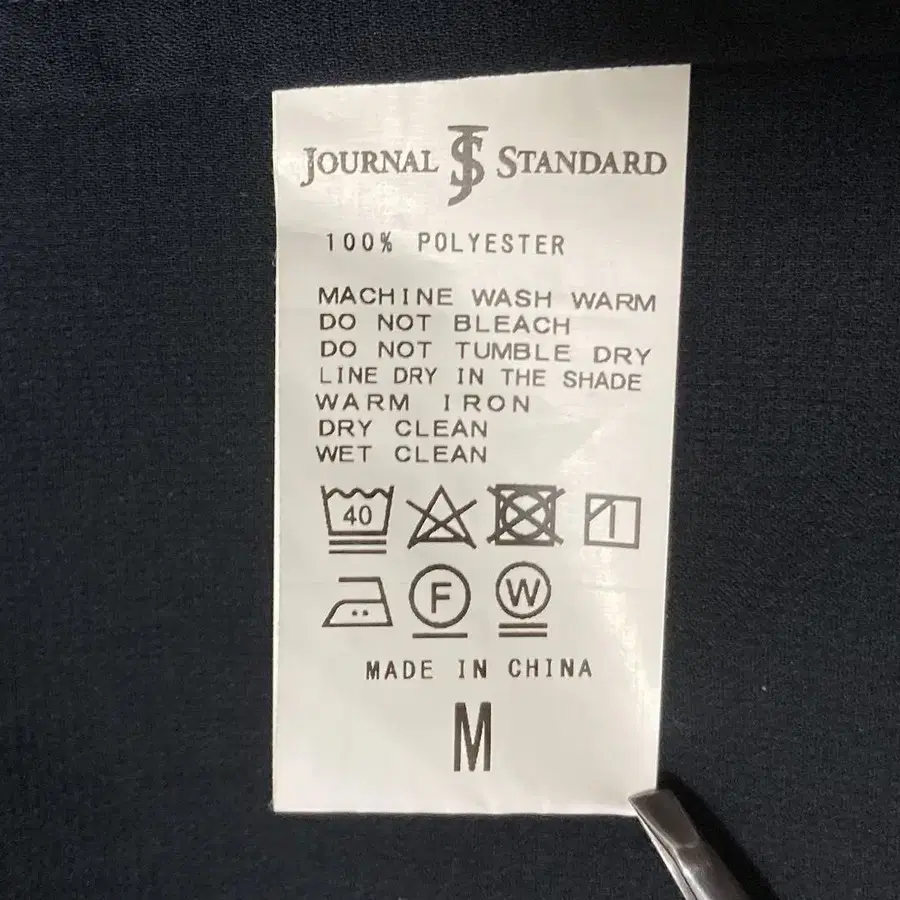 JOURNAL JS STANDARD
100% POLYESTER
MACHINE WASH WARM
DO NOT BLEACH
DO NOT TUMBLE DRY
LINE DRY IN THE SHADE
WARM IRON
DRY CLEAN
WET CLEAN
40
F W
MADE IN CHINA
M